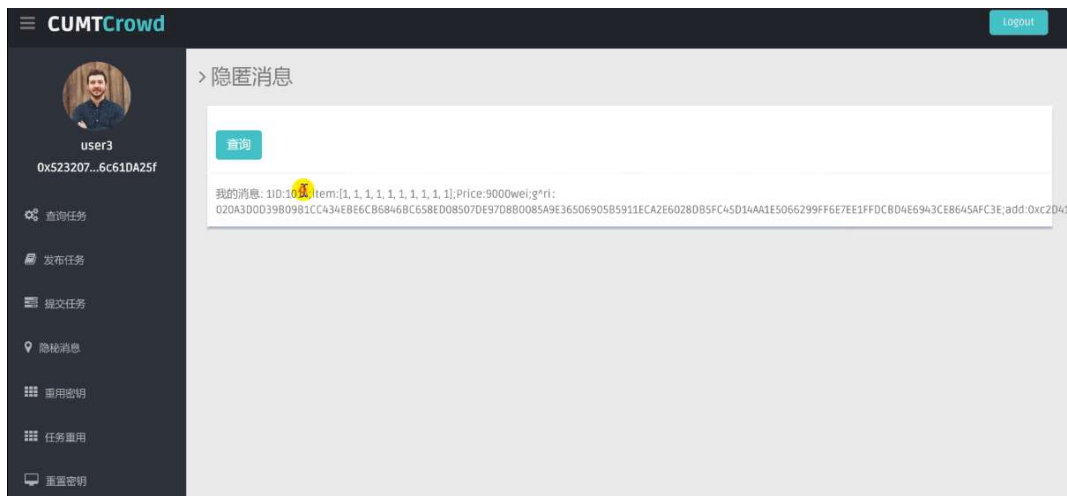 CUMTCrowd
Logout
user3
0x523207...6c61DA25f
查询任务
发布任务
提交任务
隐秘消息
重用密钥
任务重用
重置密钥
隐匿消息
查询
我的消息: 1ID:10 Item:[1, 1, 1, 1, 1, 1, 1, 1, 1, 1];Price:9000wei;g^ri:
020A3D0D39B09B1CC434EBE6CB6846BC658ED08507DE97D8B0085A9E36506905B5911ECA2E6028DB5FC45D14AA1E5066299FF6E7EE1FFDCBD4E6943CE8645AFC3E;add:0xc2D41